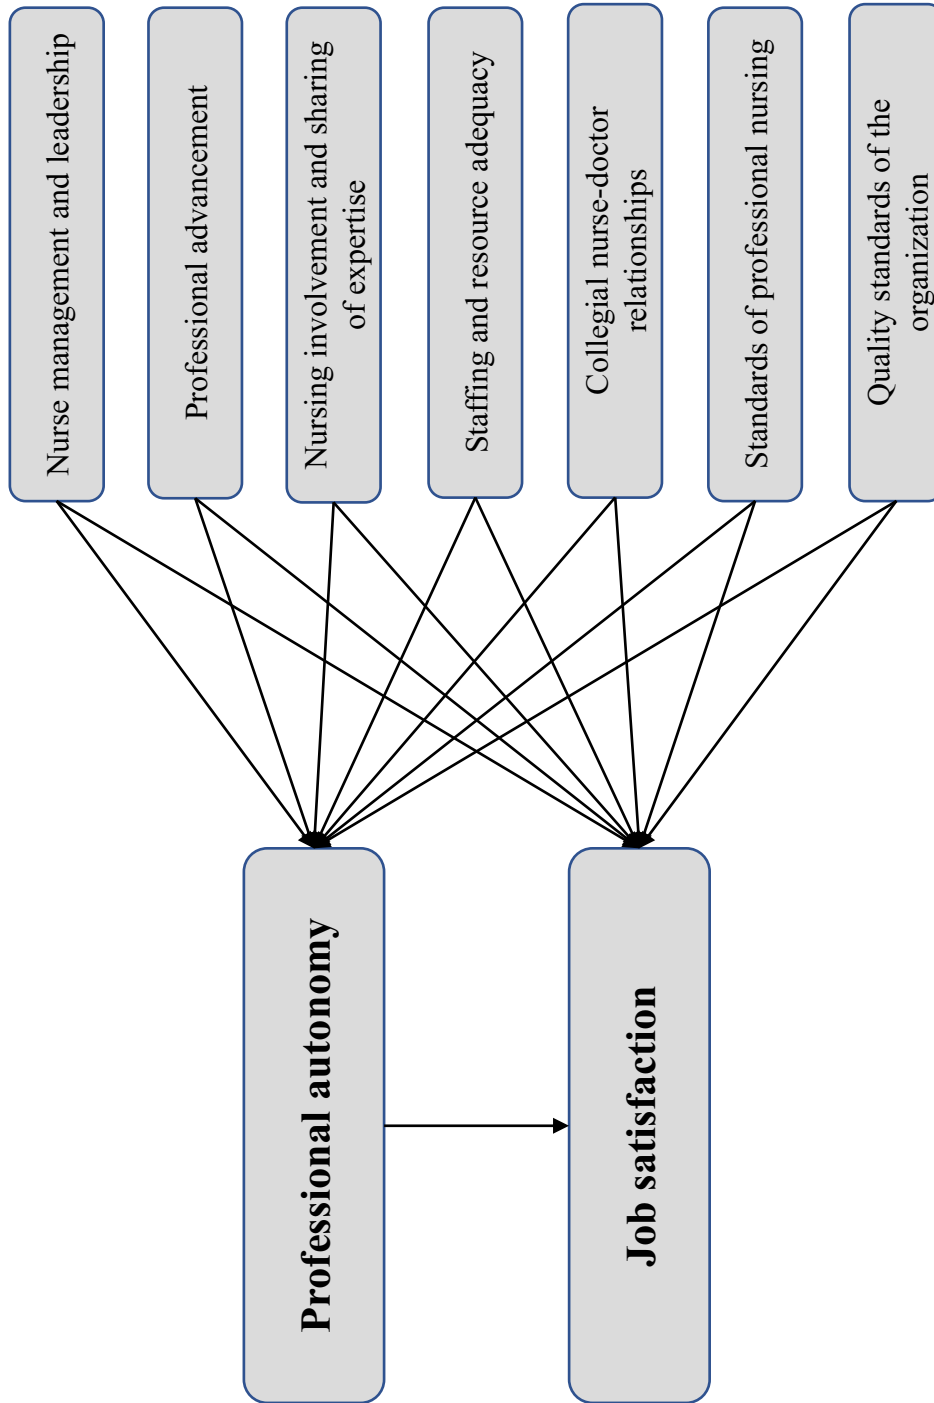 Nurse management and leadership
Professional advancement
Nursing involvement and sharing
of expertise
Staffing and resource adequacy
Collegial nurse-doctor
relationships
Standards of professional nursing
Quality standards of the
organization
Professional autonomy
Job satisfaction